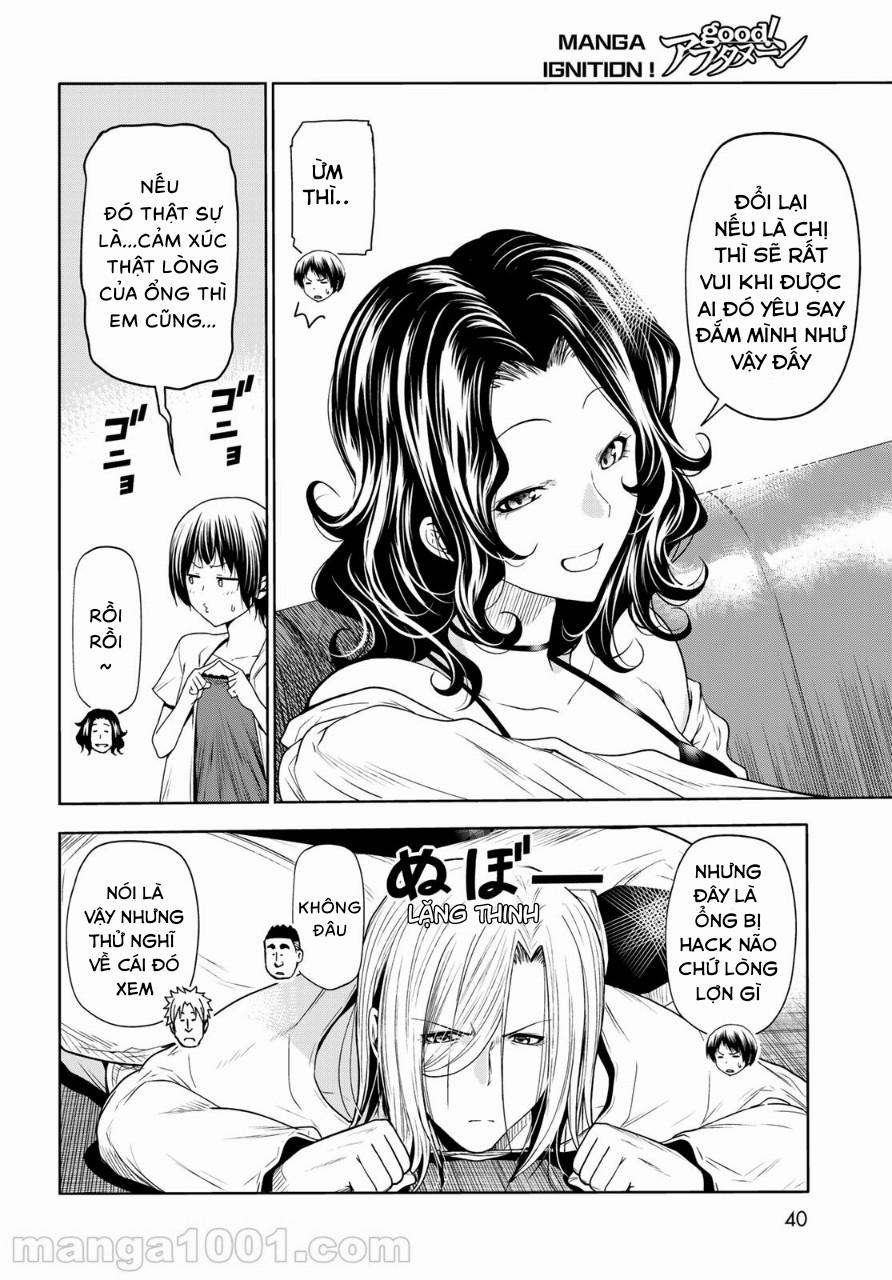 MANGA
IGNITION !
good!
アフタヌーン
ĐỔI LẠI
NẾU LÀ CHỊ
THÌ SẼ RẤT
VUI KHI ĐƯỢC
AI ĐÓ YÊU SAY
ĐẮM MÌNH NHƯ
VẬY ĐẤY
ỪM
THÌ..
NẾU
ĐÓ THẬT SỰ
LÀ...CẢM XÚC
THẬT LÒNG
CỦA ỔNG THÌ
EM CŨNG...
ゴニョ
ゴニョ
RỒI
RỒI
~
NHƯNG
ĐÂY LÀ
ỔNG BỊ
HACK NÃO
CHỨ LÒNG
LỢN GÌ
ぬぼー
LẶNG THINH
KHÔNG
ĐÂU
NÓI LÀ
VẬY NHƯNG
THỬ NGHĨ
VỀ CÁI ĐÓ
XEM
40
manga1001.com